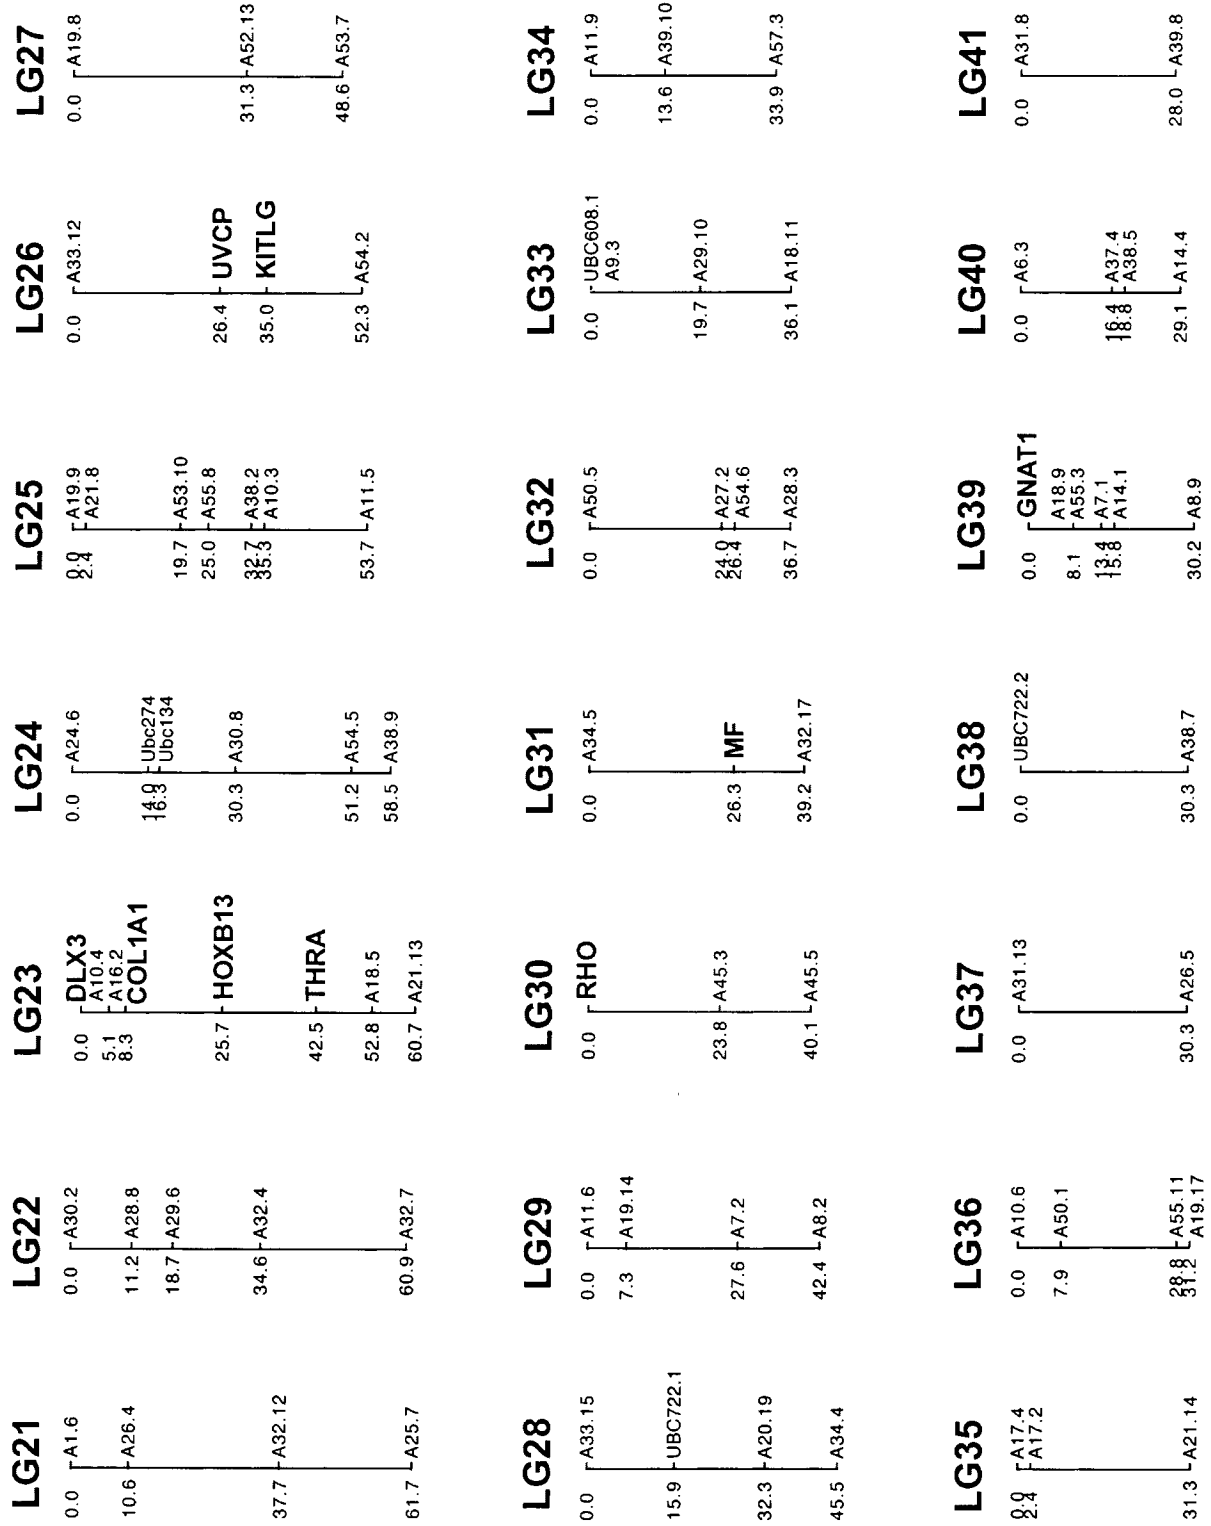 LG21
0.0 A1.6
10.6 A26.4
37.7 A32.12
61.7 A25.7
LG22
0.0 A30.2
11.2 A28.8
18.7 A29.6
34.6 A32.4
60.9 A32.7
LG23
0.0 DLX3
A10.4
5.1 A16.2
8.3 COL1A1
25.7 HOXB13
42.5 THRA
52.8 A18.5
60.7 A21.13
LG24
0.0 A24.6
14.0 Ubc274
16.3 Ubc134
30.3 A30.8
51.2 A54.5
58.5 A38.9
LG25
0.0 A19.9
2.4 A21.8
19.7 A53.10
25.0 A55.8
32.7 A38.2
35.3 A10.3
53.7 A11.5
LG26
0.0 A33.12
26.4 UVCP
35.0 KITLG
52.3 A54.2
LG27
0.0 A19.8
31.3 A52.13
48.6 A53.7
LG28
0.0 A33.15
15.9 UBC722.1
32.3 A20.19
45.5 A34.4
LG29
0.0 A11.6
7.3 A19.14
27.6 A7.2
42.4 A8.2
LG30
0.0 RHO
23.8 A45.3
40.1 A45.5
LG31
0.0 A34.5
26.3 MF
39.2 A32.17
LG32
0.0 A50.5
24.0 A27.2
26.4 A54.6
36.7 A28.3
LG33
0.0 UBC608.1
A9.3
19.7 A29.10
36.1 A18.11
LG34
0.0 A11.9
13.6 A39.10
33.9 A57.3
LG35
0.0 A17.4
2.4 A17.2
31.3 A21.14
LG36
0.0 A10.6
7.9 A50.1
28.8 A55.11
31.2 A19.17
LG37
0.0 A31.13
30.3 A26.5
LG38
0.0 UBC722.2
30.3 A38.7
LG39
0.0 GNAT1
A18.9
8.1 A55.3
13.4 A7.1
15.8 A14.1
30.2 A8.9
LG40
0.0 A6.3
16.4 A37.4
18.8 A38.5
29.1 A14.4
LG41
0.0 A31.8
28.0 A39.8